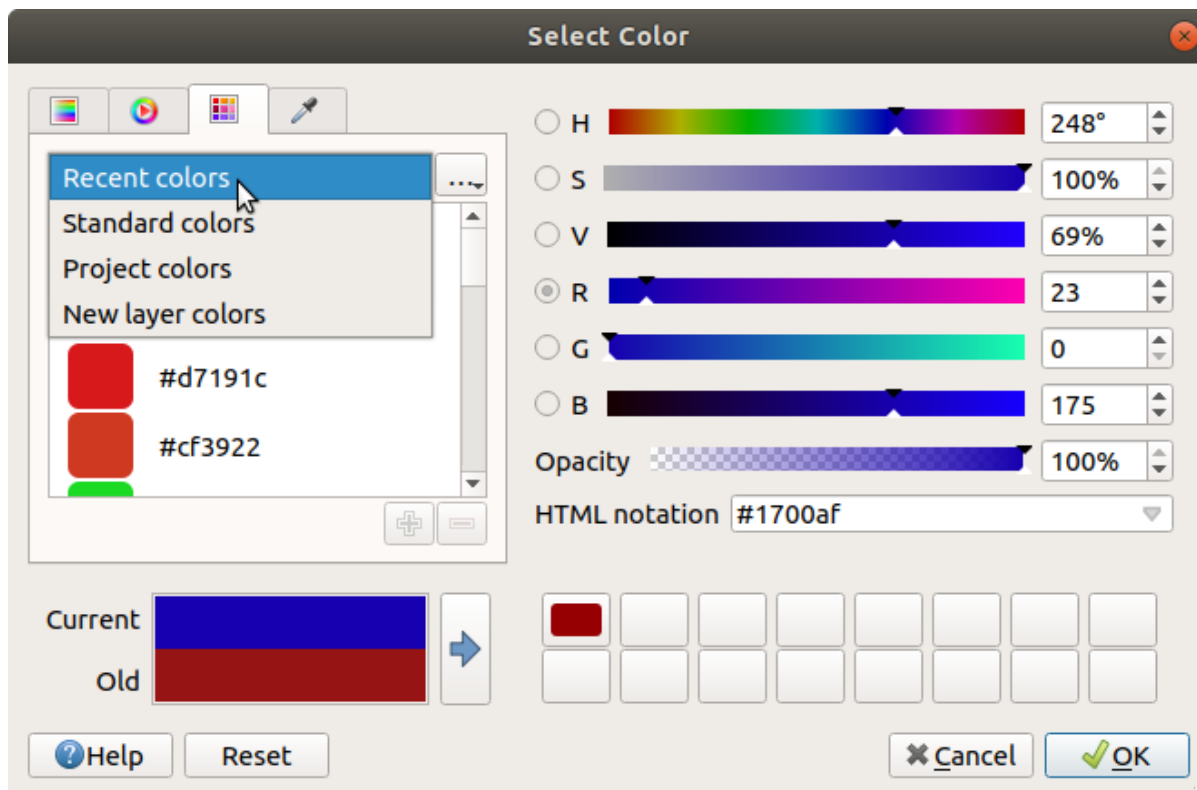 Select Color
Recent colors
...
Standard colors
Project colors
New layer colors
#d7191c
#cf3922
H 248°
S 100%
V 69%
R 23
G 0
B 175
Opacity 100%
HTML notation #1700af
Current
Old
Help
Reset
Cancel
OK